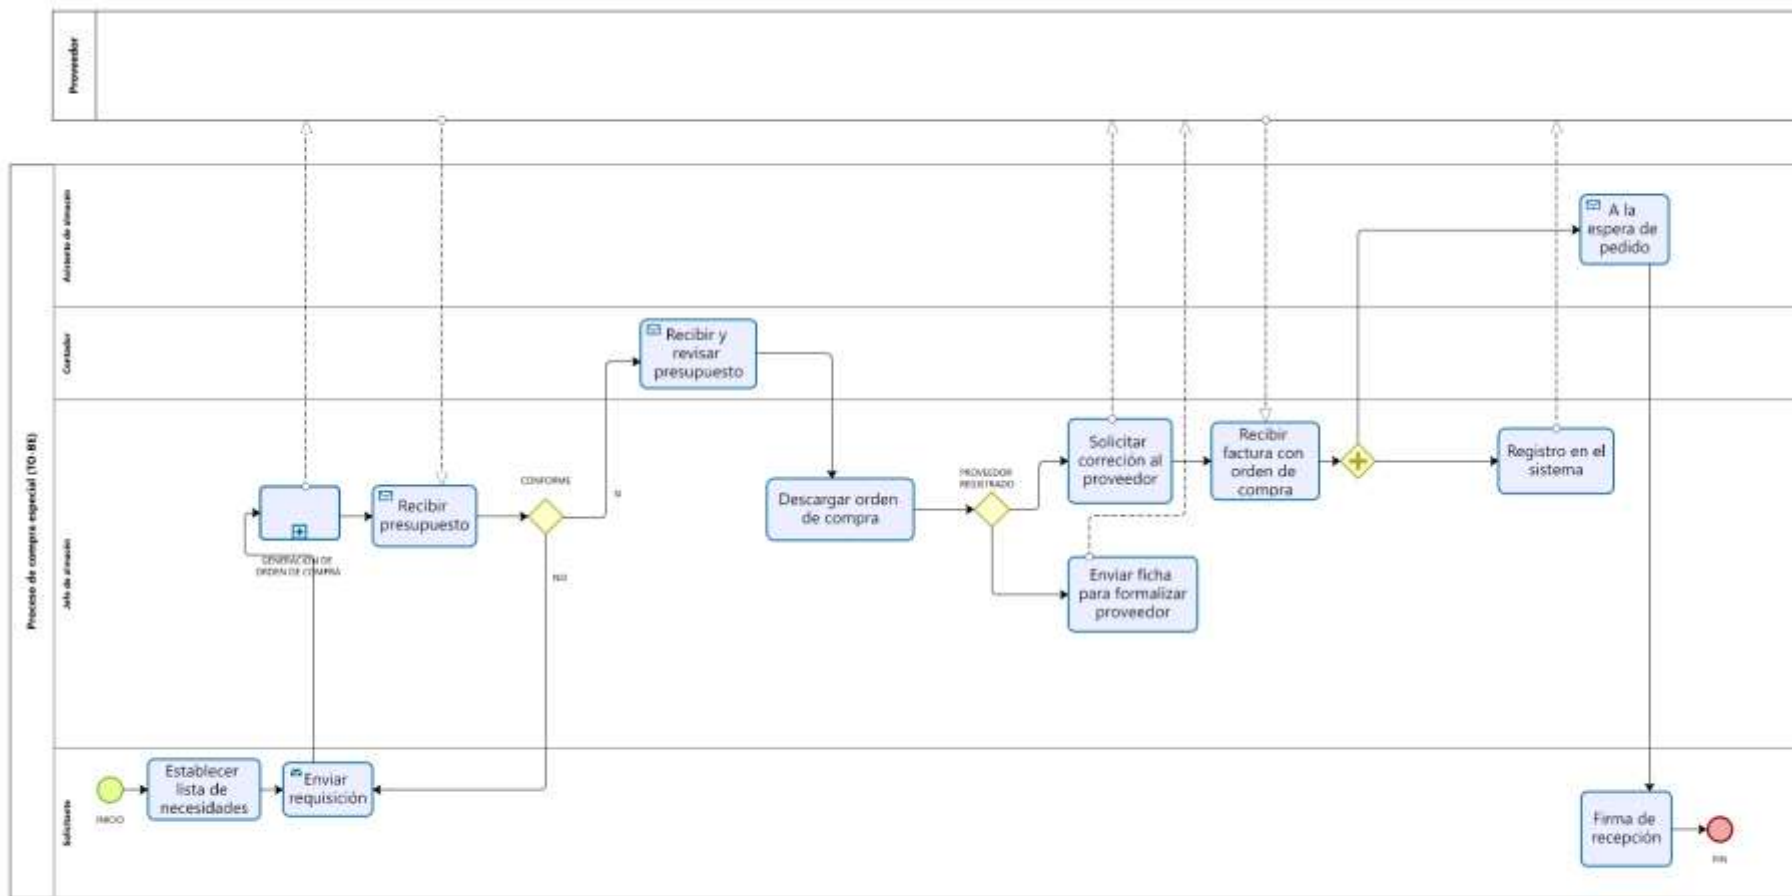 Proveedor
Proceso de compra especial (TO-BE)
Asistente de almacén
A la
espera de
pedido
Contador
Recibir y
revisar
presupuesto
Jefe de almacén
GENERACIÓN DE
ORDEN DE COMPRA
Recibir
presupuesto
CONFORME
SI
NO
Descargar orden
de compra
PROVEEDOR
REGISTRADO
Solicitar
correción al
proveedor
Enviar ficha
para formalizar
proveedor
Recibir
factura con
orden de
compra
Registro en el
sistema
Solicitante
INICIO
Establecer
lista de
necesidades
Enviar
requisición
Firma de
recepción
FIN